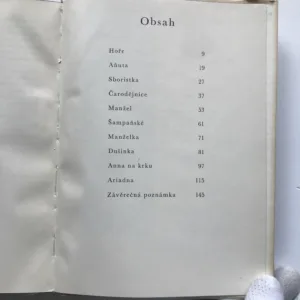 Obsah
Hoře 9
Aňuta 19
Sboristka 27
Čarodějnice 37
Manžel 53
Šampaňské 61
Manželka 71
Dušinka 81
Anna na krku 97
Ariadna 115
Závěrečná poznámka 145